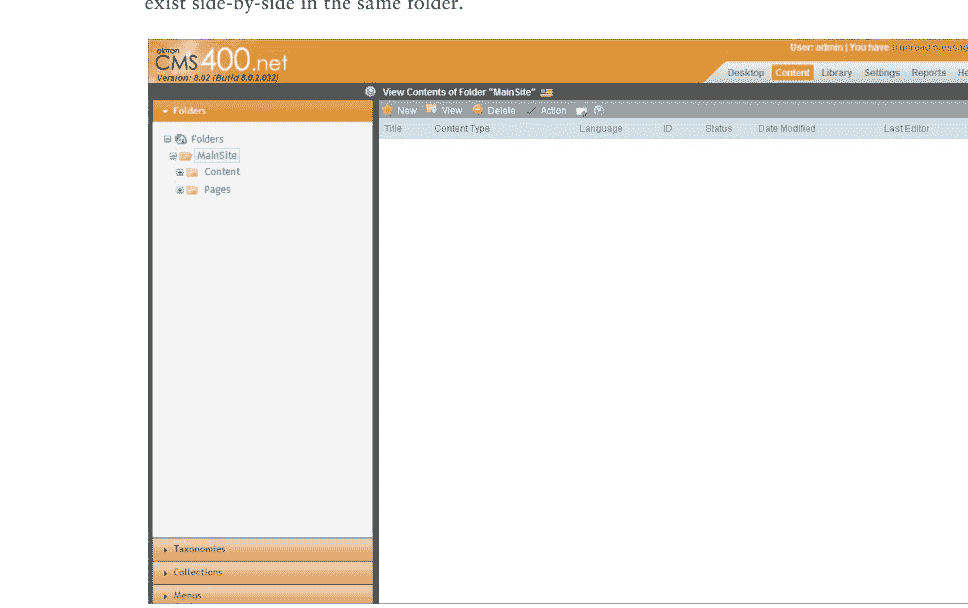 exist side-by-side in the same folder.
ektron
CMS400.net
Version: 8.02 (Build 8.0.2.032)
User: admin | You have
Desktop Content Library Settings Reports
View Contents of Folder "MainSite"
Folders
New View Delete Action
Title Content Type Language ID Status Date Modified Last Editor
Folders
MainSite
Content
Pages
Taxonomies
Collections
Menus